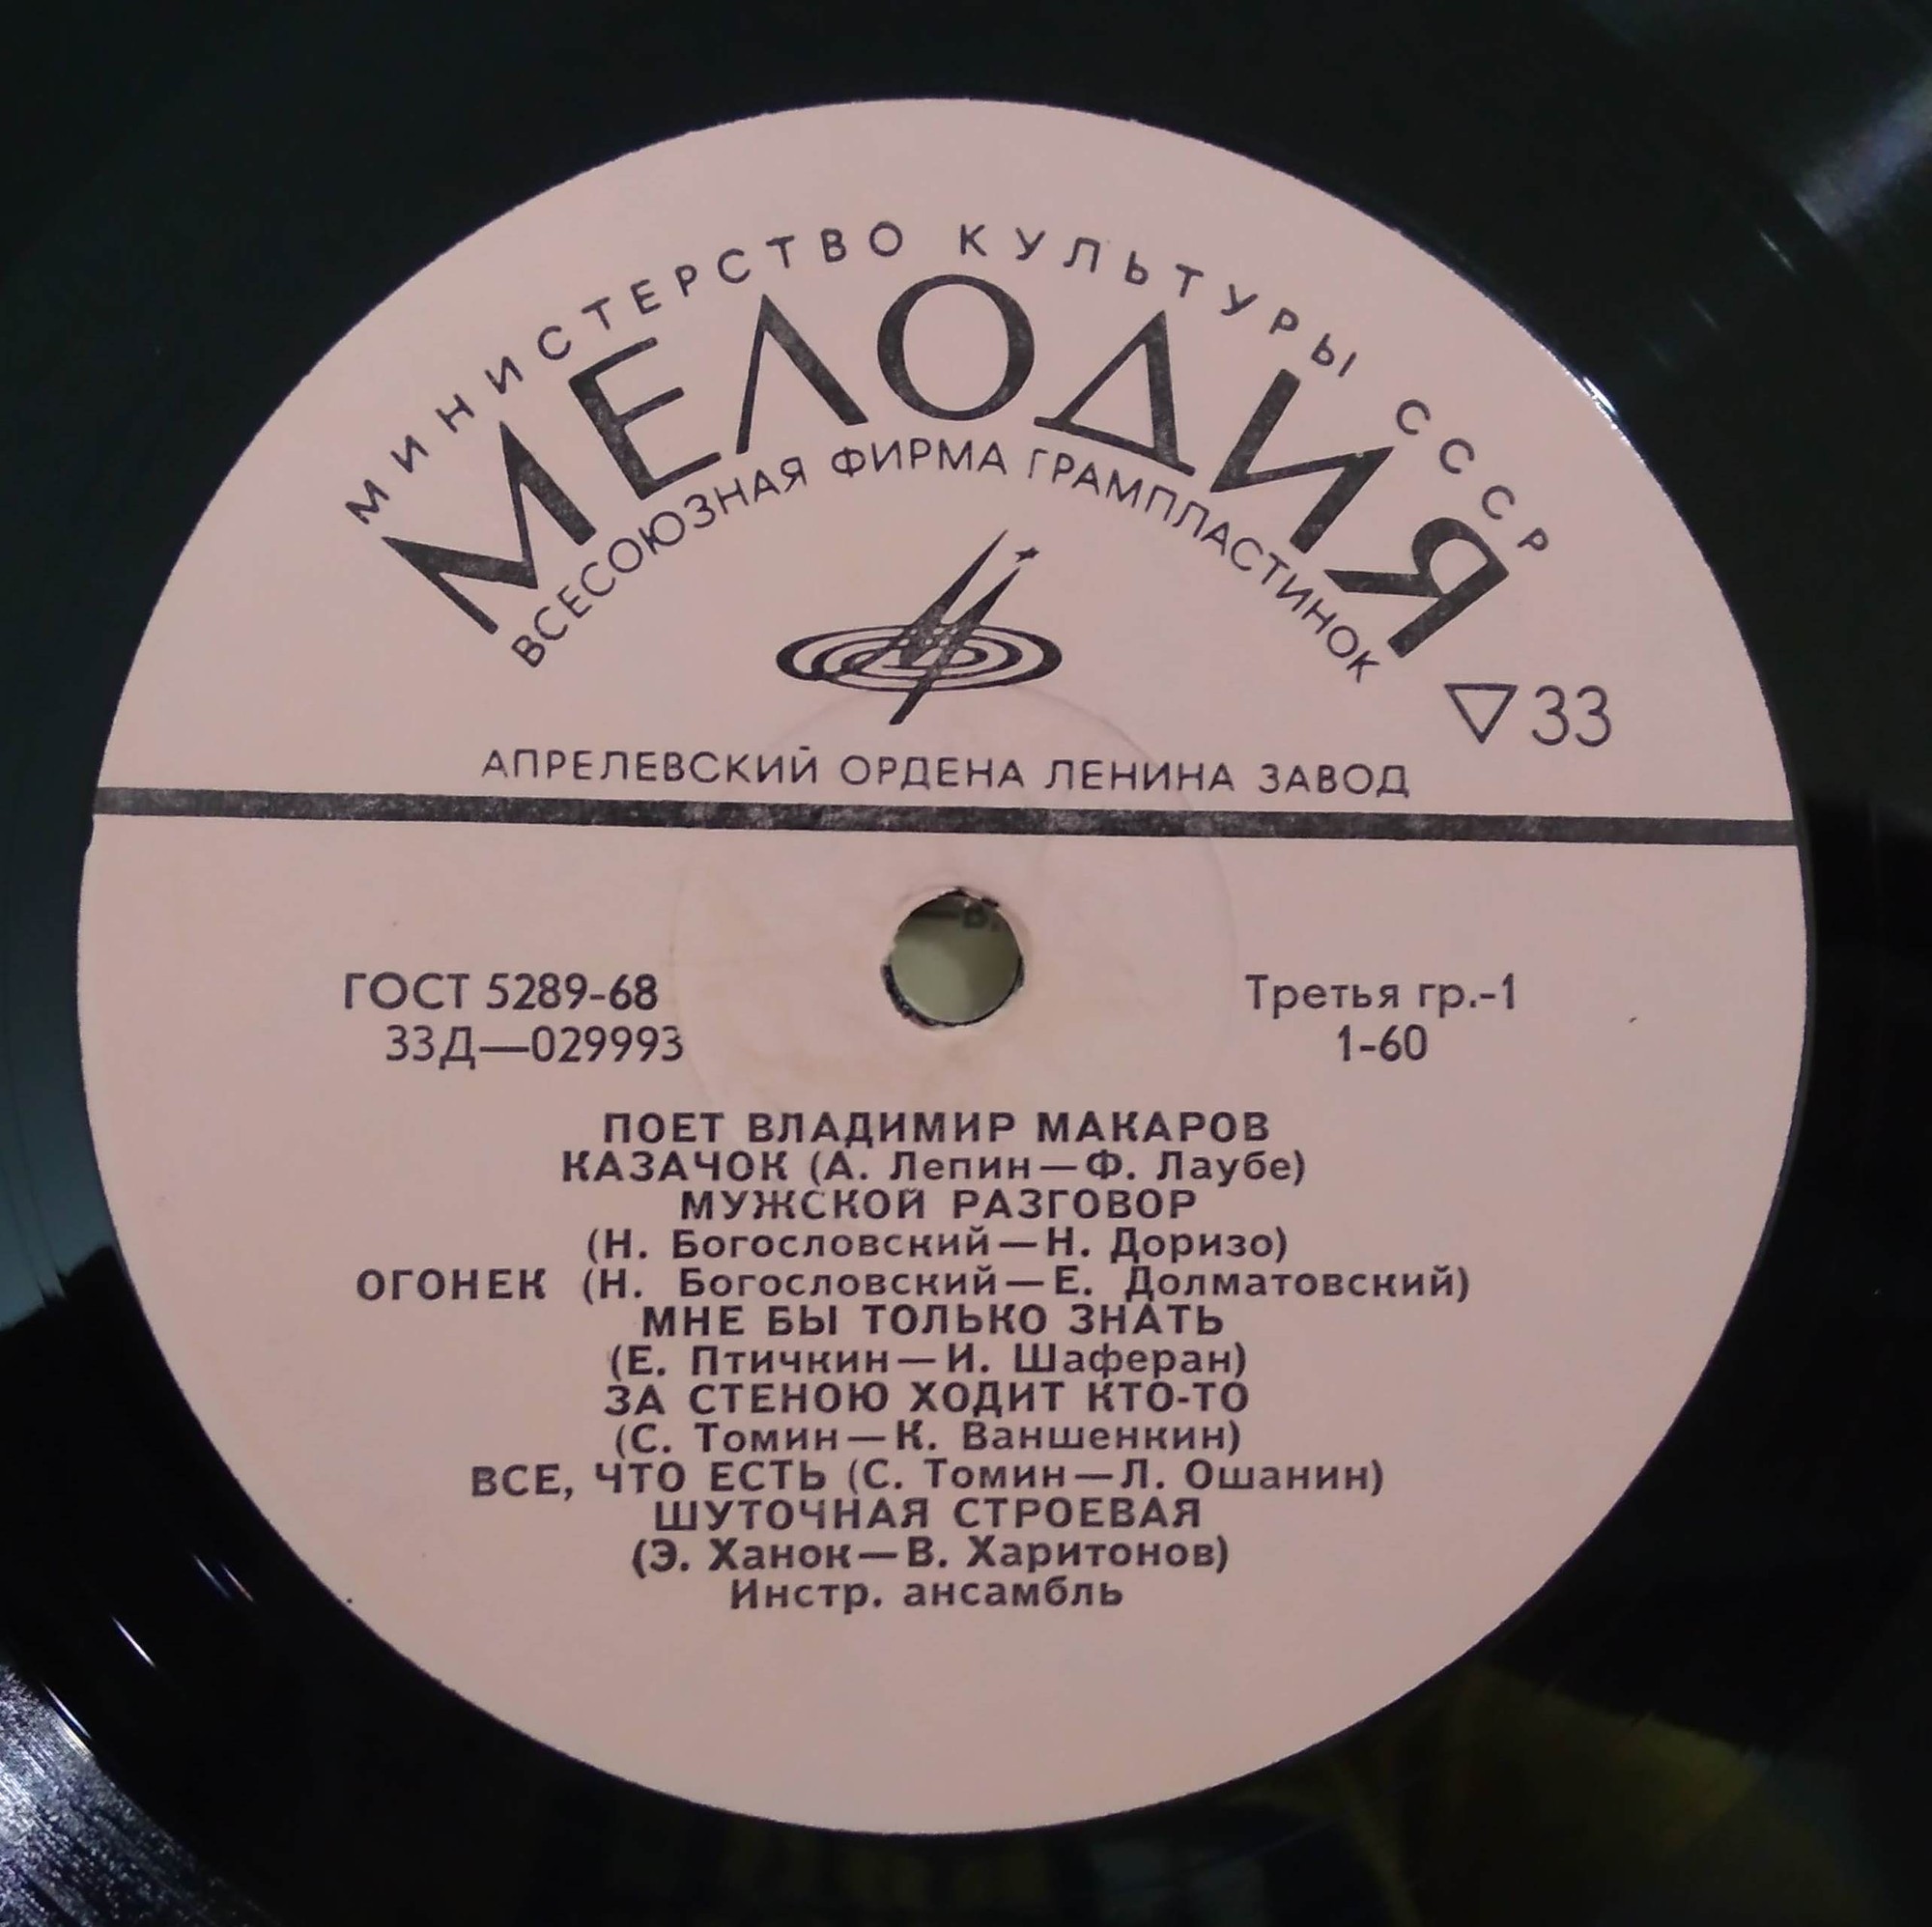 МИНИСТЕРСТВО КУЛЬТУРЫ СССР
МЕЛОДИЯ
ВСЕСОЮЗНАЯ ФИРМА ГРАМПЛАСТИНОК
▽33
АПРЕЛЕВСКИЙ ОРДЕНА ЛЕНИНА ЗАВОД
ГОСТ 5289-68
33Д—029993
Третья гр.-1
1-60
ПОЕТ ВЛАДИМИР МАКАРОВ
КАЗАЧОК (А. Лепин—Ф. Лаубе)
МУЖСКОЙ РАЗГОВОР
(Н. Богословский—Н. Доризо)
ОГОНЕК (Н. Богословский—Е. Долматовский)
МНЕ БЫ ТОЛЬКО ЗНАТЬ
(Е. Птичкин—И. Шаферан)
ЗА СТЕНОЮ ХОДИТ КТО-ТО
(С. Томин—К. Ваншенкин)
ВСЕ, ЧТО ЕСТЬ (С. Томин—Л. Ошанин)
ШУТОЧНАЯ СТРОЕВАЯ
(Э. Ханок—В. Харитонов)
Инстр. ансамбль